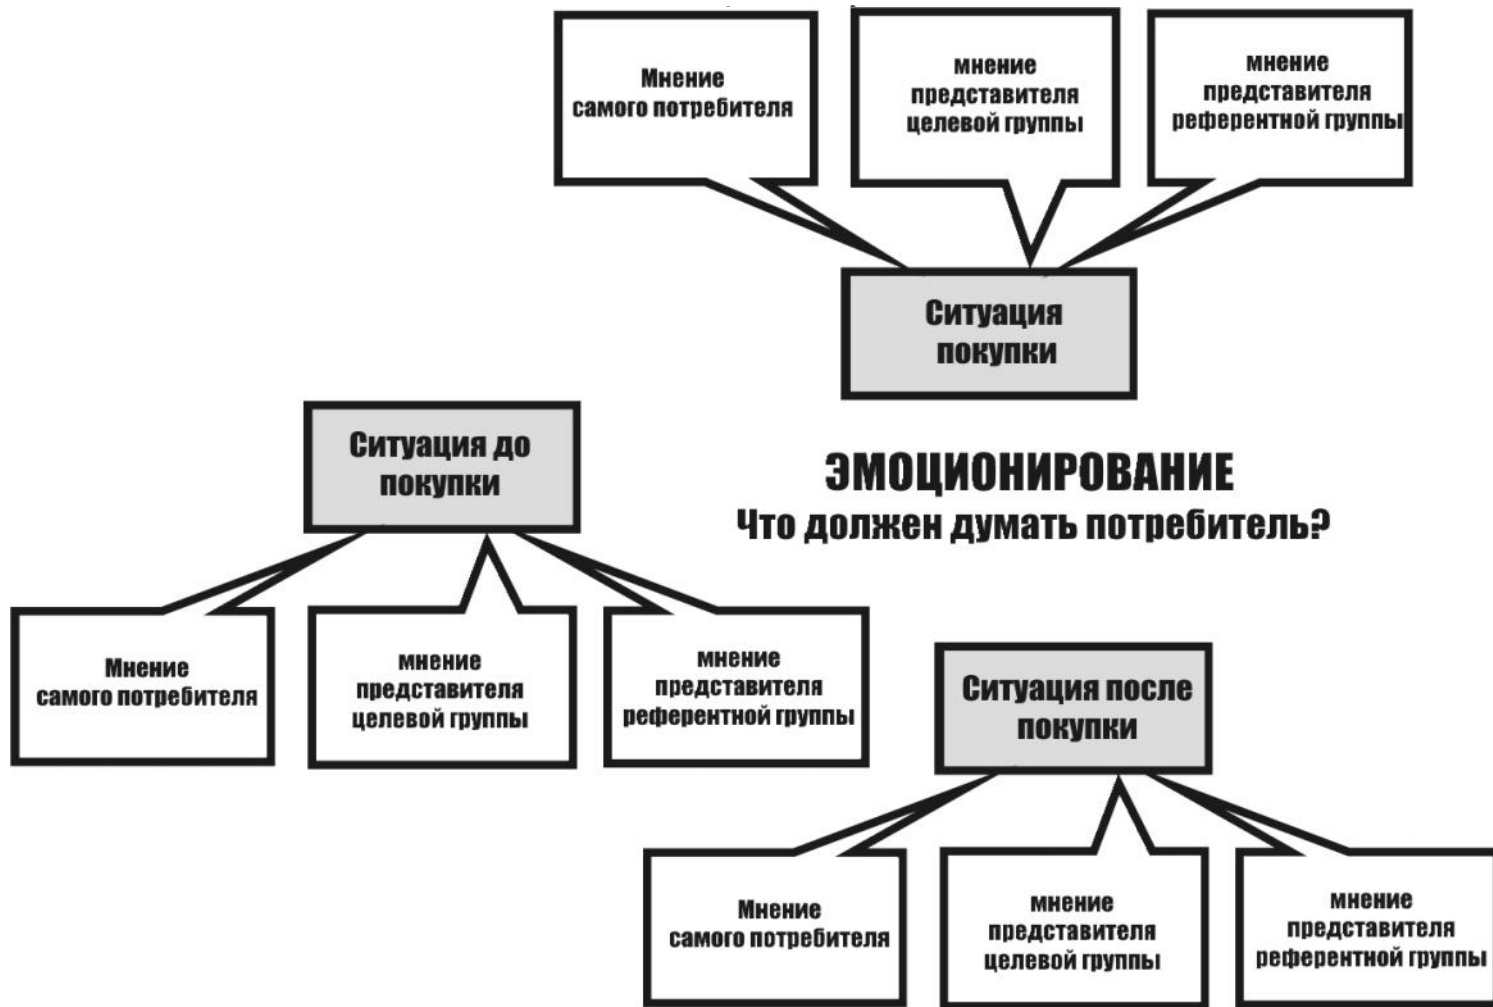 Мнение
самого потребителя
мнение
представителя
целевой группы
мнение
представителя
референтной группы
Ситуация
покупки
Ситуация до
покупки
ЭМОЦИОНИРОВАНИЕ
Что должен думать потребитель?
Мнение
самого потребителя
мнение
представителя
целевой группы
мнение
представителя
референтной группы
Ситуация после
покупки
Мнение
самого потребителя
мнение
представителя
целевой группы
мнение
представителя
референтной группы